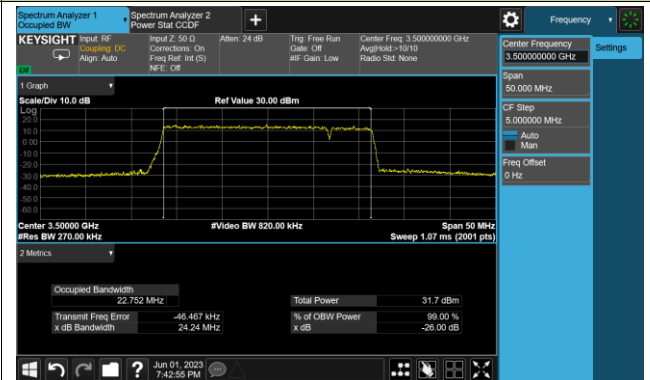 Spectrum Analyzer 1
Occupied BW
Spectrum Analyzer 2
Power Stat CCDF
Frequency
KEYSIGHT
Input: RF
Coupling: DC
Align: Auto
Input Z: 50 Ω
Corrections: On
Freq Ref: Int (S)
NFE: Off
Atten: 24 dB
Trig: Free Run
Gate: Off
#IF Gain: Low
Center Freq: 3.500000000 GHz
Avg|Hold:>10/10
Radio Std: None
Center Frequency
3.500000000 GHz
Settings
Span
50.000 MHz
CF Step
5.000000 MHz
Auto
Man
Freq Offset
0 Hz
1 Graph
Scale/Div 10.0 dB
Ref Value 30.00 dBm
Log
20.0
10.0
0.00
-10.0
-20.0
-30.0
-40.0
-50.0
-60.0
Center 3.50000 GHz
#Video BW 820.00 kHz
Span 50 MHz
#Res BW 270.00 kHz
Sweep 1.07 ms (2001 pts)
2 Metrics
Occupied Bandwidth
22.752 MHz
Total Power
31.7 dBm
Transmit Freq Error
-46.467 kHz
% of OBW Power
99.00 %
x dB Bandwidth
24.24 MHz
x dB
-26.00 dB
?
Jun 01, 2023
7:42:55 PM